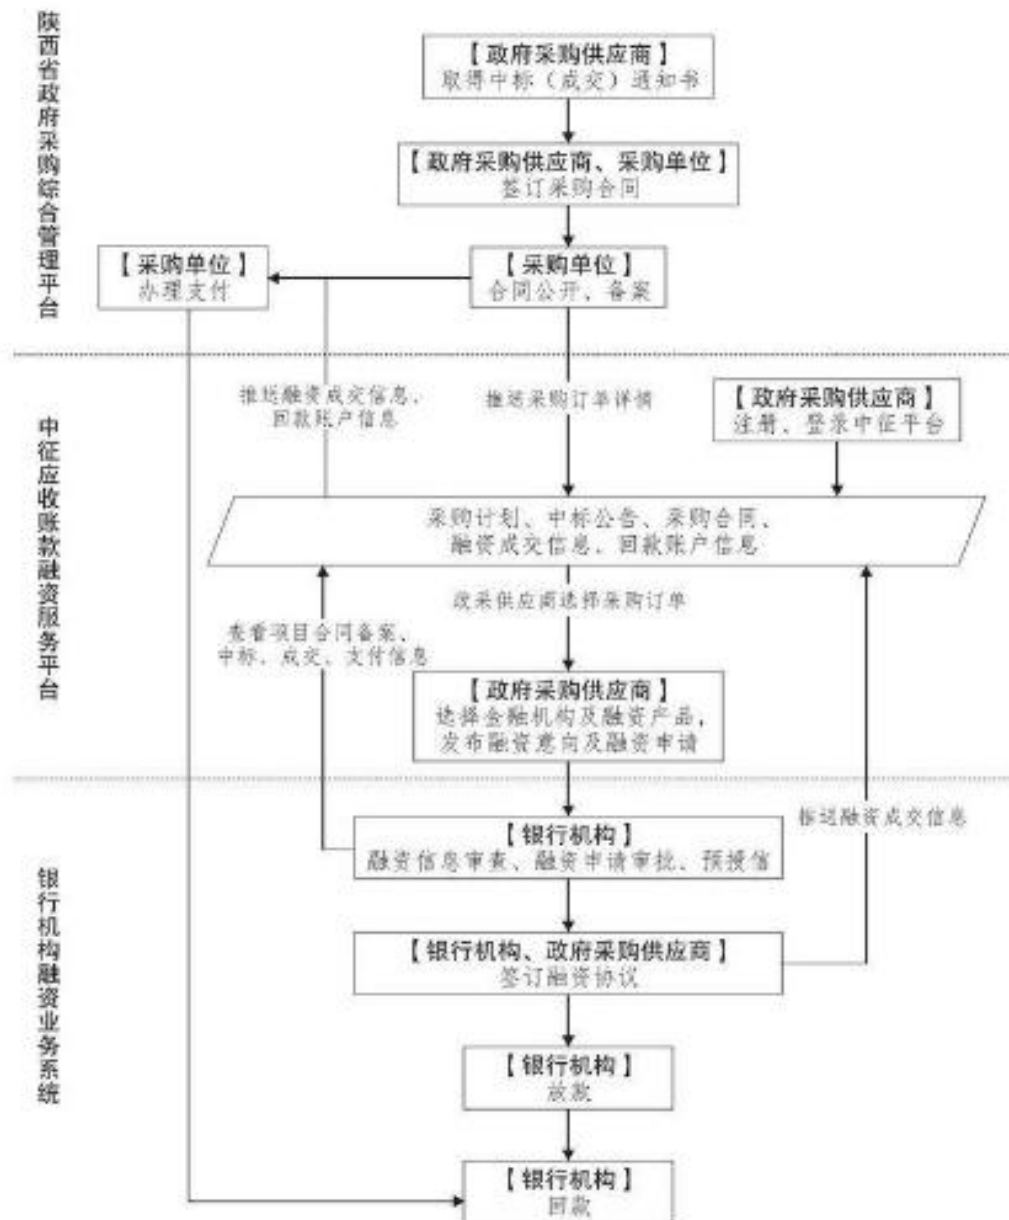 陕西省政府采购综合管理平台
【政府采购供应商】
取得中标（成交）通知书
【政府采购供应商、采购单位】
签订采购合同
【采购单位】
办理支付
【采购单位】
合同公开、备案
中征应收账款融资服务平台
推送融资成交信息、
回款账户信息
推送采购订单详情
【政府采购供应商】
注册、登录中征平台
采购计划、中标公告、采购合同、
融资成交信息、回款账户信息
政采供应商选择采购订单
查看项目合同备案、
中标、成交、支付信息
【政府采购供应商】
选择金融机构及融资产品，
发布融资意向及融资申请
银行机构融资业务系统
推送融资成交信息
【银行机构】
融资信息审查、融资申请审批、预授信
【银行机构、政府采购供应商】
签订融资协议
【银行机构】
放款
【银行机构】
回款